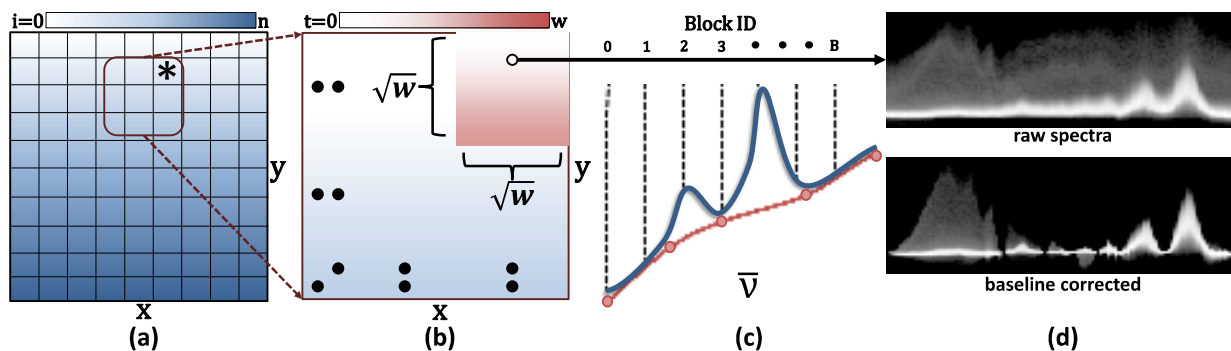 i=0 n
*
y
x
(a)
t=0 w
√w
√w
y
x
(b)
Block ID
0 1 2 3 • • • B
ν̅
(c)
raw spectra
baseline corrected
(d)